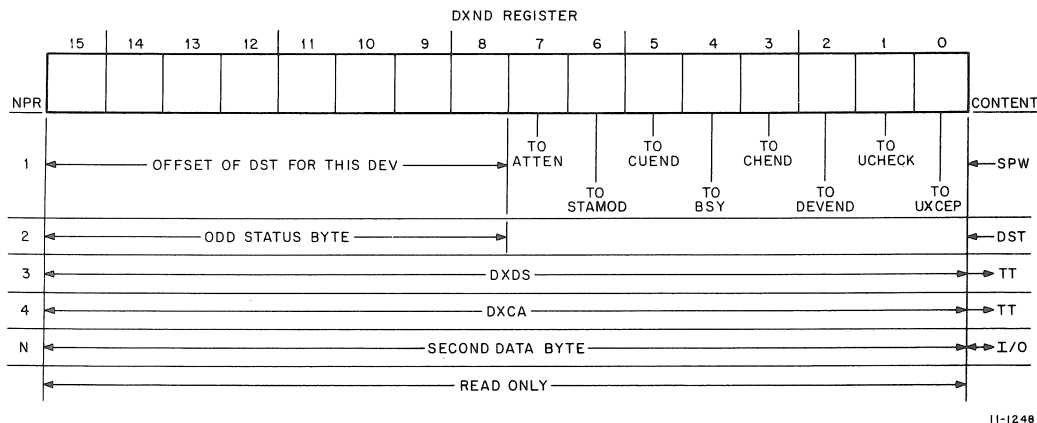 DXND REGISTER
15 14 13 12 11 10 9 8 7 6 5 4 3 2 1 0
NPR CONTENT
1 OFFSET OF DST FOR THIS DEV TO ATTEN TO CUEND TO CHEND TO UCHECK SPW
TO STAMOD TO BSY TO DEVEND TO UXCEP
2 ODD STATUS BYTE DST
3 DXDS TT
4 DXCA TT
N SECOND DATA BYTE I/O
READ ONLY
11-1248